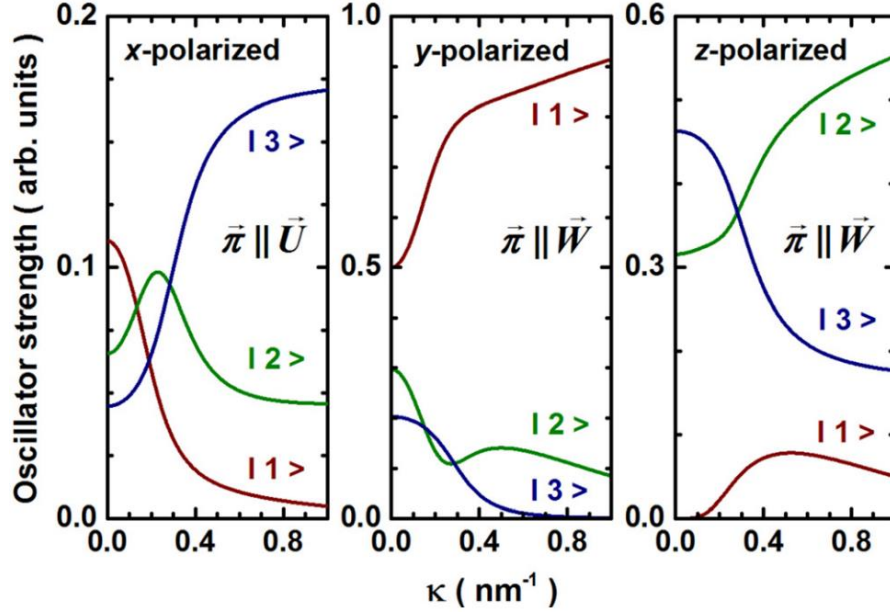 Oscillator strength ( arb. units )
0.2
0.1
0.0
x-polarized
| 3 >
π⃗ || U⃗
| 2 >
| 1 >
0.0 0.4 0.8
1.0
0.5
0.0
y-polarized
| 1 >
π⃗ || W⃗
| 2 >
| 3 >
0.0 0.4 0.8
0.6
0.3
0.0
z-polarized
| 2 >
π⃗ || W⃗
| 3 >
| 1 >
0.0 0.4 0.8
κ ( nm⁻¹ )